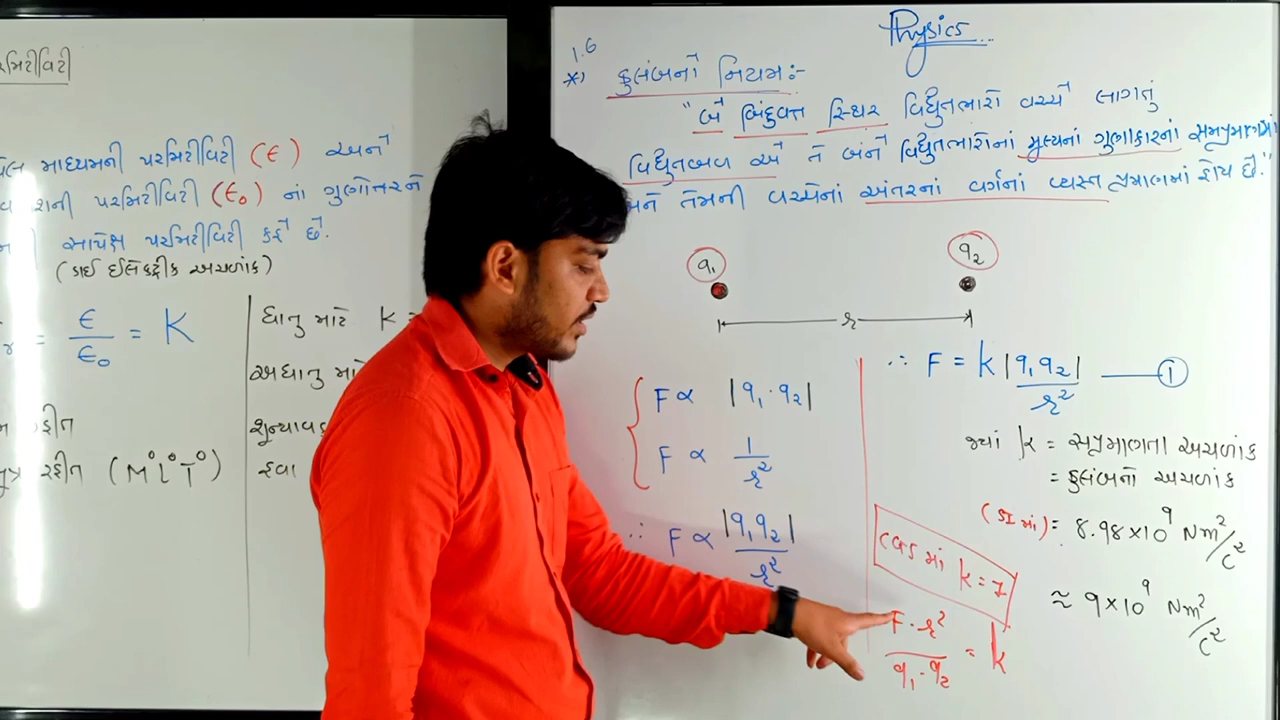 Physics
1.6
* કુલંબનો નિયમ:-
"બે બિંદુવત્ત સ્થિર વિદ્યુતભારો વચ્ચે લાગતું
વિદ્યુતબળ એ તે બંને વિદ્યુતભારોનાં મૂલ્યનાં ગુણાકારનાં સમપ્રમાણમાં
અને તેમની વચ્ચેનાં અંતરનાં વર્ગનાં વ્યસ્ત પ્રમાણમાં હોય છે."
q₁ q₂
r
F ∝ |q₁·q₂|
F ∝ 1/r²
∴ F ∝ |q₁q₂|/r²
∴ F = k|q₁q₂|/r² —— ①
જ્યાં k = સપ્રમાણતા અચળાંક
= કુલંબનો અચળાંક
(SI માં) = 8.98×10⁹ Nm²/c²
≈ 9×10⁹ Nm²/c²
CGS માં k=1
F·r²/q₁·q₂ = k
રમિટીવિટી
માધ્યમની પરમિટીવિટી (ϵ) અને
પરમિટીવિટી (ϵ₀) નાં ગુણોત્તરને
સાપેક્ષ પરમિટીવિટી કહે છે.
(ડાઈ ઈલેક્ટ્રીક અચળાંક)
= ϵ/ϵ₀ = K
રહીત
રહીત (M⁰L⁰T⁰)
ધાતુ માટે K =
અધાતુ મા
શૂન્યાવક
હવા